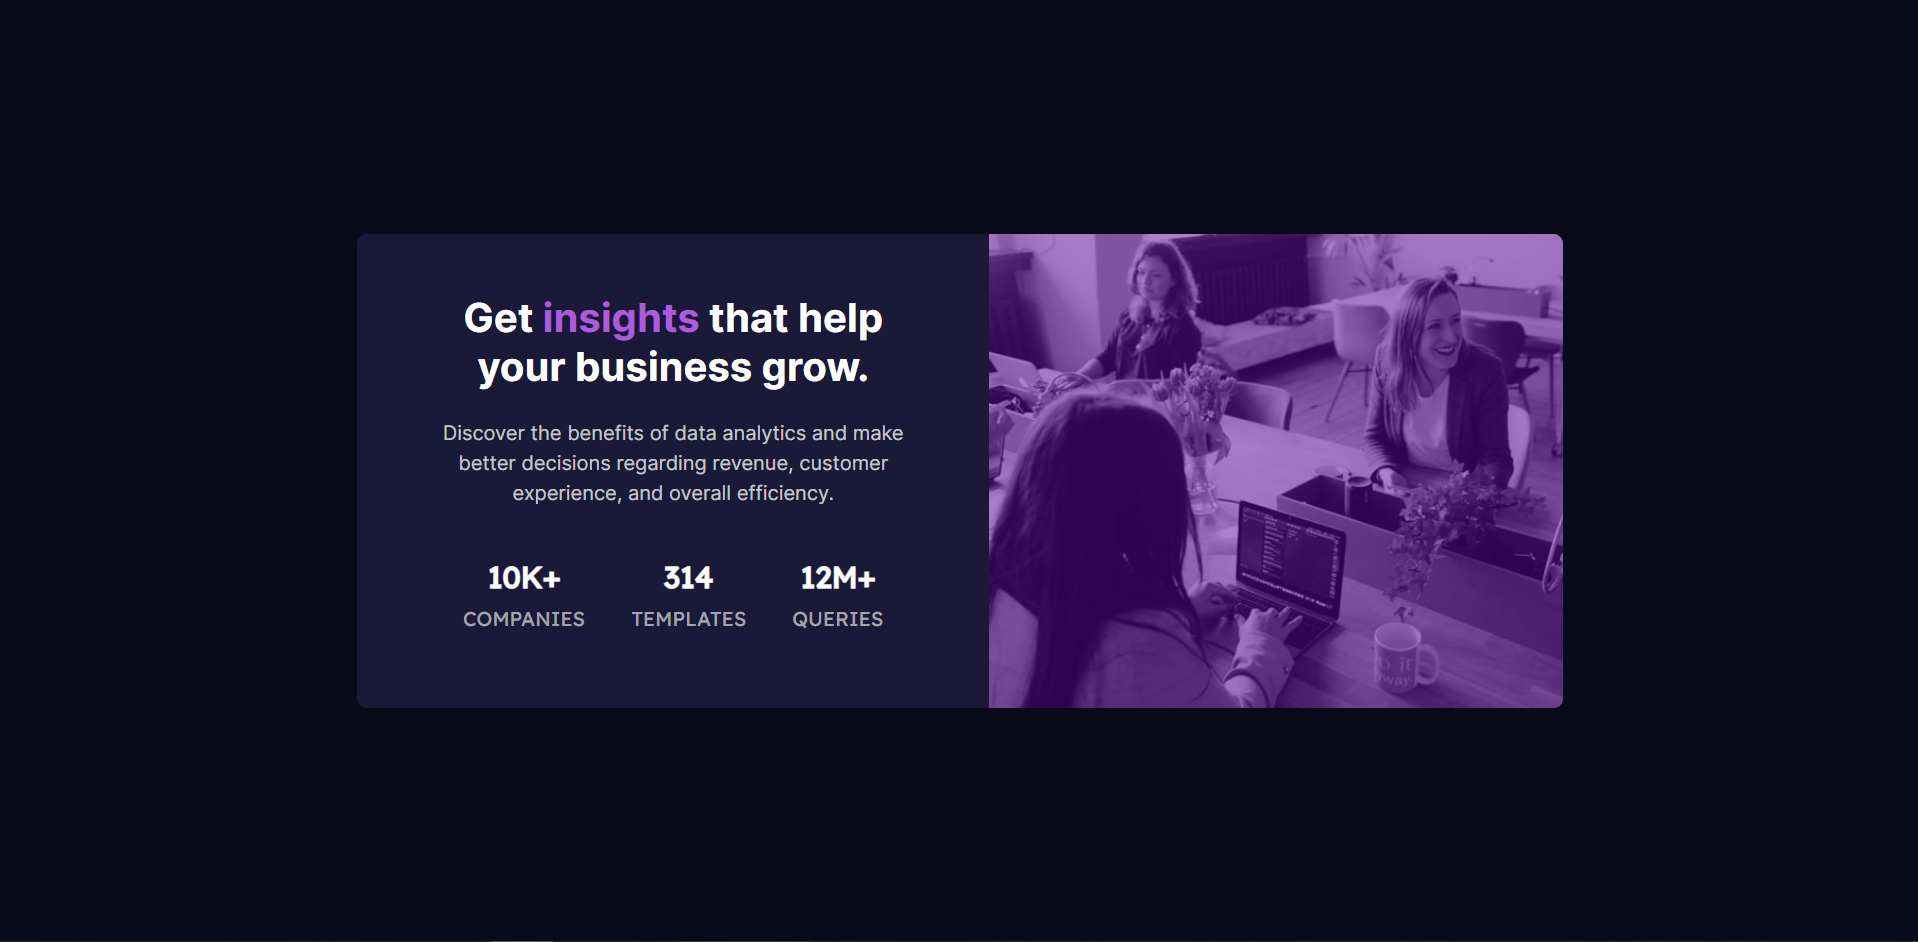 Get insights that help
your business grow.
Discover the benefits of data analytics and make
better decisions regarding revenue, customer
experience, and overall efficiency.
10K+ 314 12M+
COMPANIES TEMPLATES QUERIES